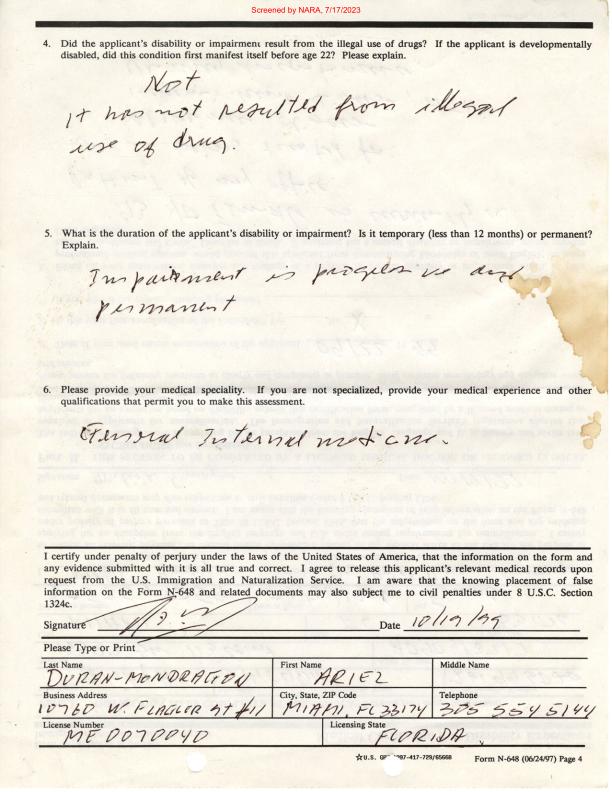 Screened by NARA, 7/17/2023
4. Did the applicant's disability or impairment result from the illegal use of drugs? If the applicant is developmentally
disabled, did this condition first manifest itself before age 22? Please explain.
Not
it has not resulted from illegal
use of drug.
5. What is the duration of the applicant's disability or impairment? Is it temporary (less than 12 months) or permanent?
Explain.
Impairment is progressive and
permanent
6. Please provide your medical speciality. If you are not specialized, provide your medical experience and other
qualifications that permit you to make this assessment.
General Internal medicine.
I certify under penalty of perjury under the laws of the United States of America, that the information on the form and
any evidence submitted with it is all true and correct. I agree to release this applicant's relevant medical records upon
request from the U.S. Immigration and Naturalization Service. I am aware that the knowing placement of false
information on the Form N-648 and related documents may also subject me to civil penalties under 8 U.S.C. Section
1324c.
Signature Date 10/19/99
Please Type or Print
Last Name First Name Middle Name
DURAN-MONDRAGON ARIEL
Business Address City, State, ZIP Code Telephone
10760 W. FLAGLER St #11 MIAMI, FL 33174 305 554 5144
License Number Licensing State
ME0070040 FLORIDA
☆U.S. 1997-417-729/65668 Form N-648 (06/24/97) Page 4